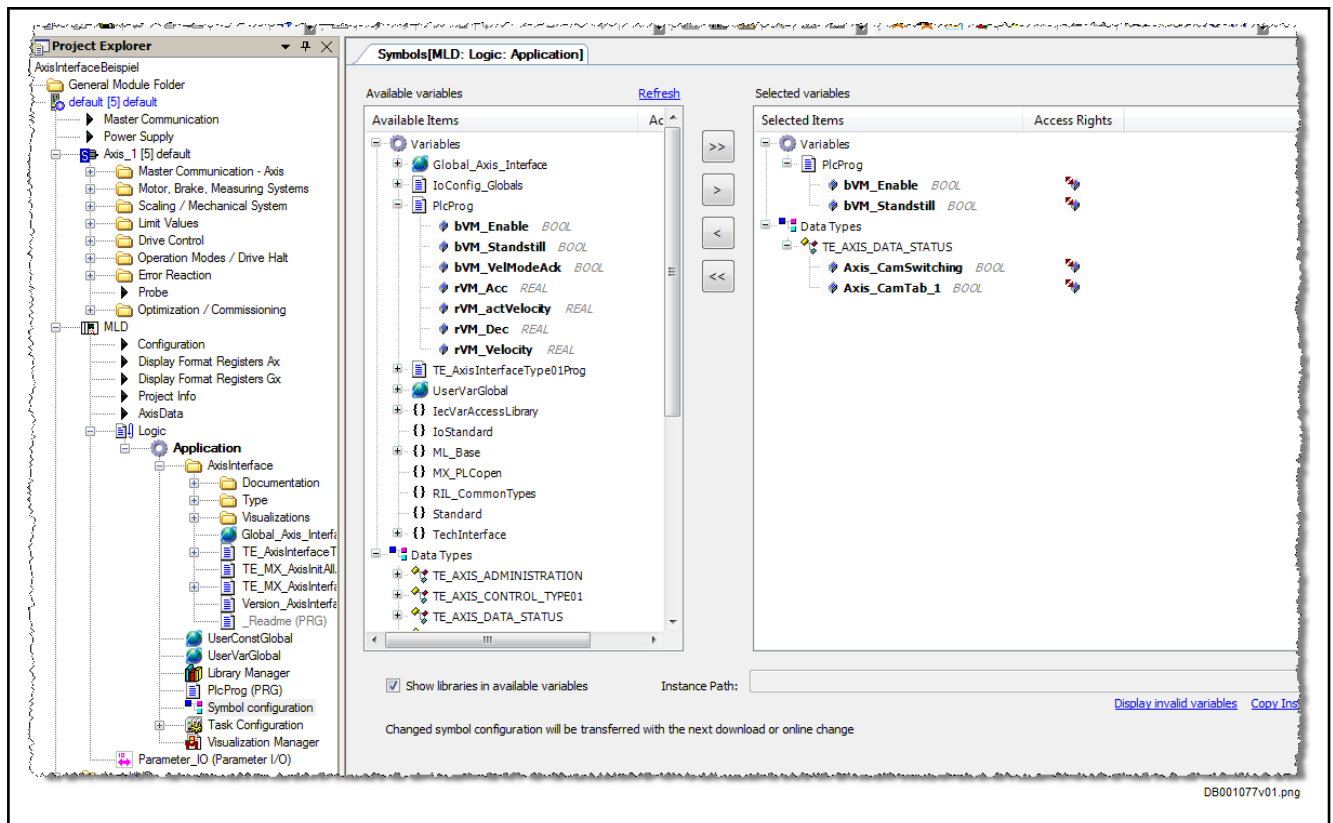 Project Explorer
AxisInterfaceBeispiel
General Module Folder
default [5] default
Master Communication
Power Supply
Axis_1 [5] default
Master Communication - Axis
Motor, Brake, Measuring Systems
Scaling / Mechanical System
Limit Values
Drive Control
Operation Modes / Drive Halt
Error Reaction
Probe
Optimization / Commissioning
MLD
Configuration
Display Format Registers Ax
Display Format Registers Gx
Project Info
AxisData
Logic
Application
AxisInterface
Documentation
Type
Visualizations
Global_Axis_Interfa
TE_AxisInterfaceT
TE_MX_AxisInitAll.
TE_MX_AxisInterfa
Version_AxisInterfa
_Readme (PRG)
UserConstGlobal
UserVarGlobal
Library Manager
PlcProg (PRG)
Symbol configuration
Task Configuration
Visualization Manager
Parameter_IO (Parameter I/O)
Symbols[MLD: Logic: Application]
Available variables Refresh
Available Items Ac
Variables
Global_Axis_Interface
IoConfig_Globals
PlcProg
bVM_Enable BOOL
bVM_Standstill BOOL
bVM_VelModeAck BOOL
rVM_Acc REAL
rVM_actVelocity REAL
rVM_Dec REAL
rVM_Velocity REAL
TE_AxisInterfaceType01Prog
UserVarGlobal
{} IecVarAccessLibrary
{} IoStandard
{} ML_Base
{} MX_PLCopen
{} RIL_CommonTypes
{} Standard
{} TechInterface
Data Types
TE_AXIS_ADMINISTRATION
TE_AXIS_CONTROL_TYPE01
TE_AXIS_DATA_STATUS
>>
>
<
<<
Selected variables
Selected Items Access Rights
Variables
PlcProg
bVM_Enable BOOL
bVM_Standstill BOOL
Data Types
TE_AXIS_DATA_STATUS
Axis_CamSwitching BOOL
Axis_CamTab_1 BOOL
Show libraries in available variables Instance Path:
Display invalid variables Copy Ins
Changed symbol configuration will be transferred with the next download or online change
DB001077v01.png